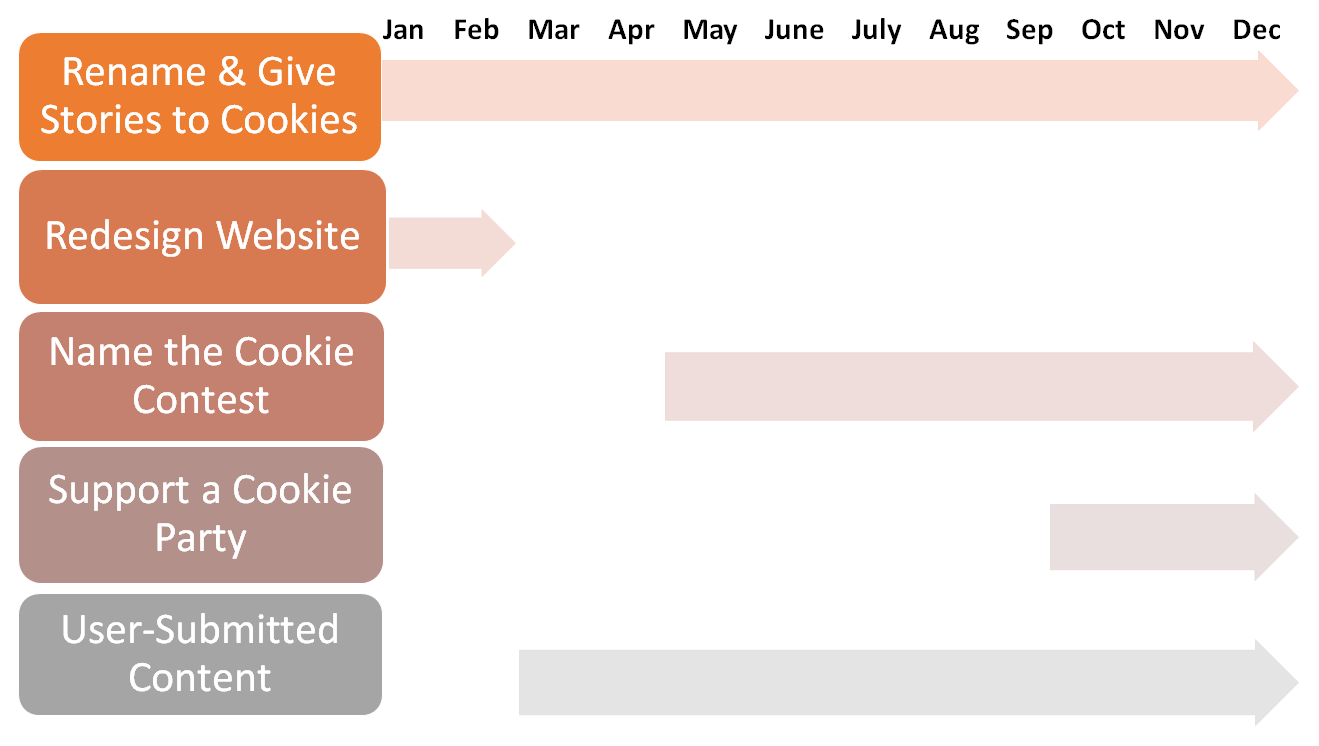 Jan Feb Mar Apr May June July Aug Sep Oct Nov Dec
Rename & Give
Stories to Cookies
Redesign Website
Name the Cookie
Contest
Support a Cookie
Party
User-Submitted
Content